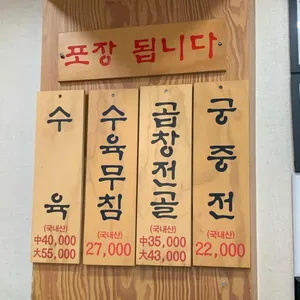 포장 됩니다
수육
(국내산)
中40,000
大55,000
수육무침
(국내산)
27,000
곱창전골
(국내산)
中35,000
大43,000
궁중전
(국내산)
22,000